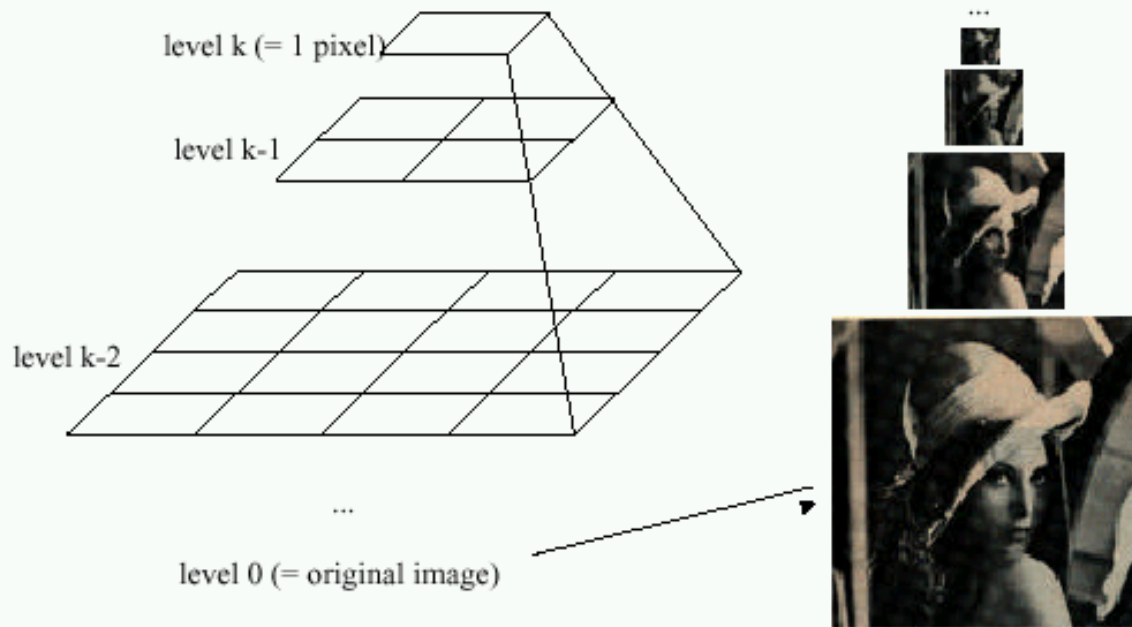 ...
level k (= 1 pixel)
level k-1
level k-2
...
level 0 (= original image)